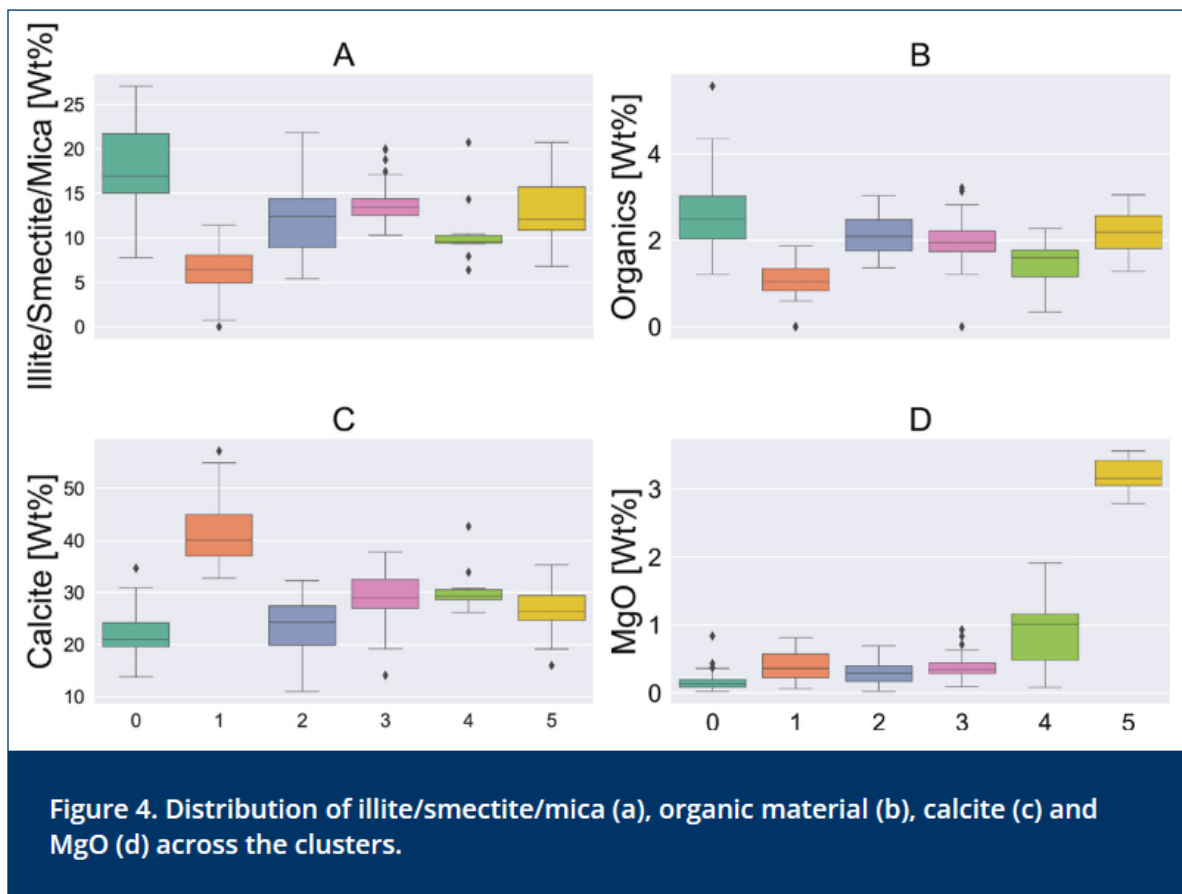 A
Illite/Smectite/Mica [Wt%]
25
20
15
10
5
0
B
Organics [Wt%]
4
2
0
C
Calcite [Wt%]
50
40
30
20
10
0 1 2 3 4 5
D
MgO [Wt%]
3
2
1
0
0 1 2 3 4 5
Figure 4. Distribution of illite/smectite/mica (a), organic material (b), calcite (c) and
MgO (d) across the clusters.